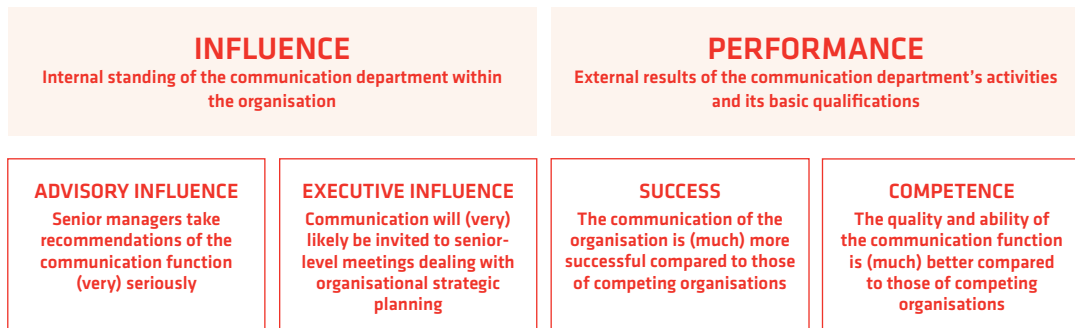 INFLUENCE
Internal standing of the communication department within
the organisation
PERFORMANCE
External results of the communication department's activities
and its basic qualifications
ADVISORY INFLUENCE
Senior managers take
recommendations of the
communication function
(very) seriously
EXECUTIVE INFLUENCE
Communication will (very)
likely be invited to senior-
level meetings dealing with
organisational strategic
planning
SUCCESS
The communication of the
organisation is (much) more
successful compared to those
of competing organisations
COMPETENCE
The quality and ability of
the communication function
is (much) better compared
to those of competing
organisations